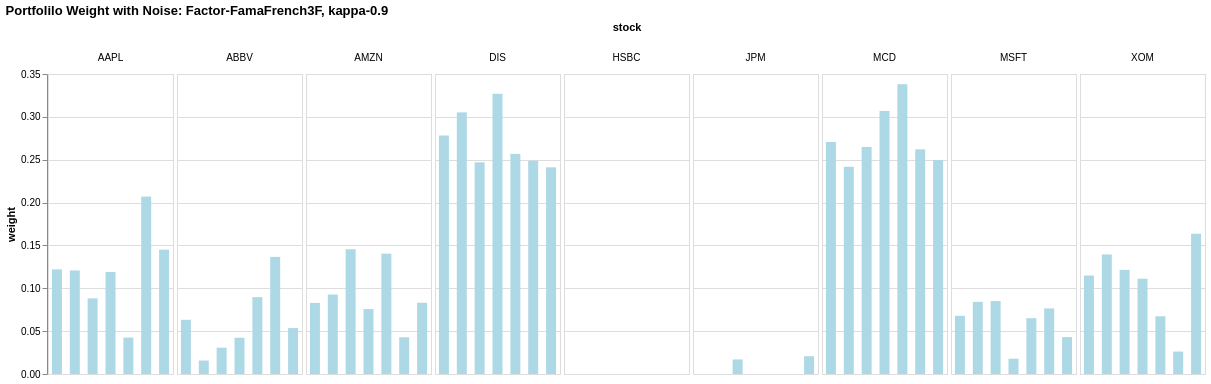 Portfolilo Weight with Noise: Factor-FamaFrench3F, kappa-0.9
stock
AAPL ABBV AMZN DIS HSBC JPM MCD MSFT XOM
0.35
0.30
0.25
0.20
0.15
0.10
0.05
0.00
weight